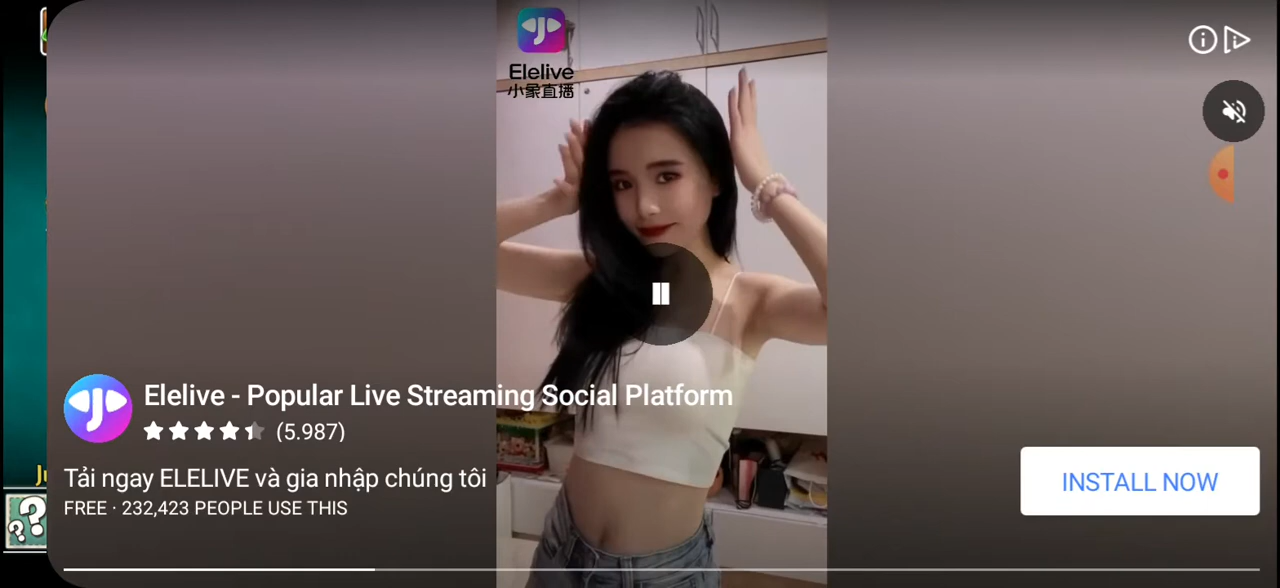 Elelive
小象直播
Elelive - Popular Live Streaming Social Platform
(5.987)
Tải ngay ELELIVE và gia nhập chúng tôi
FREE · 232,423 PEOPLE USE THIS
INSTALL NOW
??